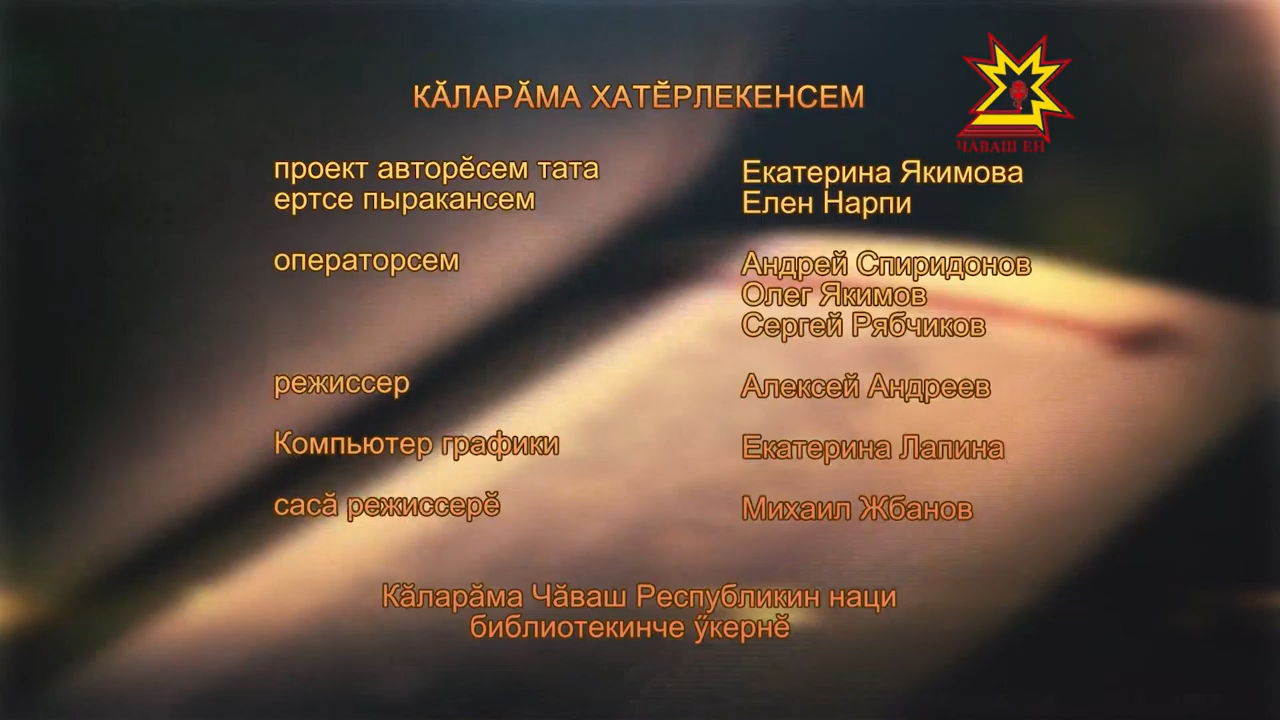 КӐЛАРӐМА ХАТӖРЛЕКЕНСЕМ
ЧАВАШ ЕН
проект авторӗсем тата
ертсе пыракансем
Екатерина Якимова
Елен Нарпи
операторсем
Андрей Спиридонов
Олег Якимов
Сергей Рябчиков
режиссер
Алексей Андреев
Компьютер графики
Екатерина Лапина
сасӑ режиссерӗ
Михаил Жбанов
Кӑларӑма Чӑваш Республикин наци
библиотекинче ӳкернӗ